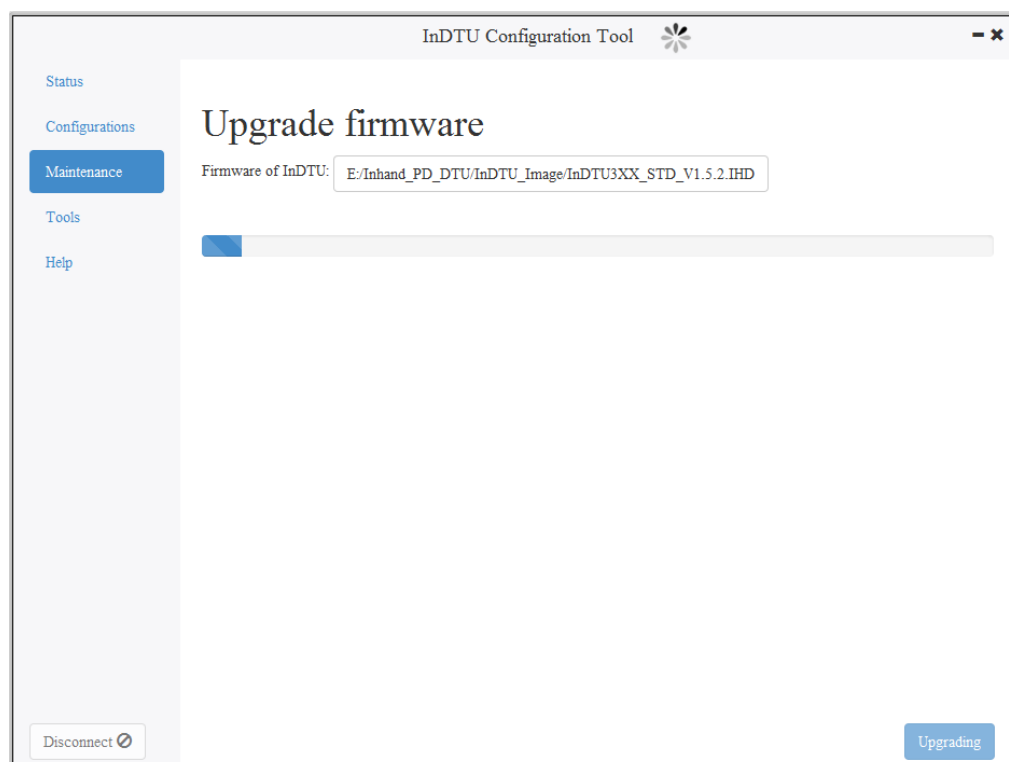 InDTU Configuration Tool
Status
Configurations
Maintenance
Tools
Help
Upgrade firmware
Firmware of InDTU: E:/Inhand_PD_DTU/InDTU_Image/InDTU3XX_STD_V1.5.2.IHD
Disconnect
Upgrading